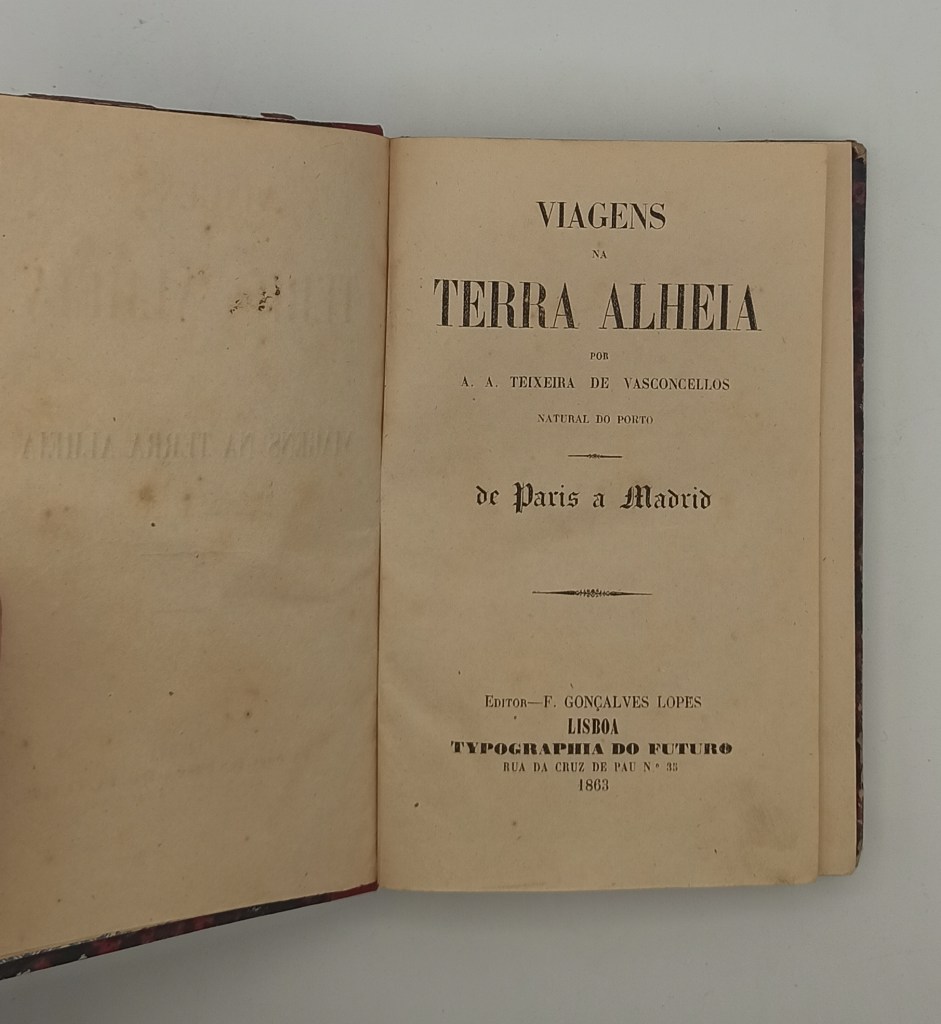 VIAGENS
NA
TERRA ALHEIA
POR
A. A. TEIXEIRA DE VASCONCELLOS
NATURAL DO PORTO
de Paris a Madrid
EDITOR—F. GONÇALVES LOPES
LISBOA
TYPOGRAPHIA DO FUTURO
RUA DA CRUZ DE PAU N.º 35
1863